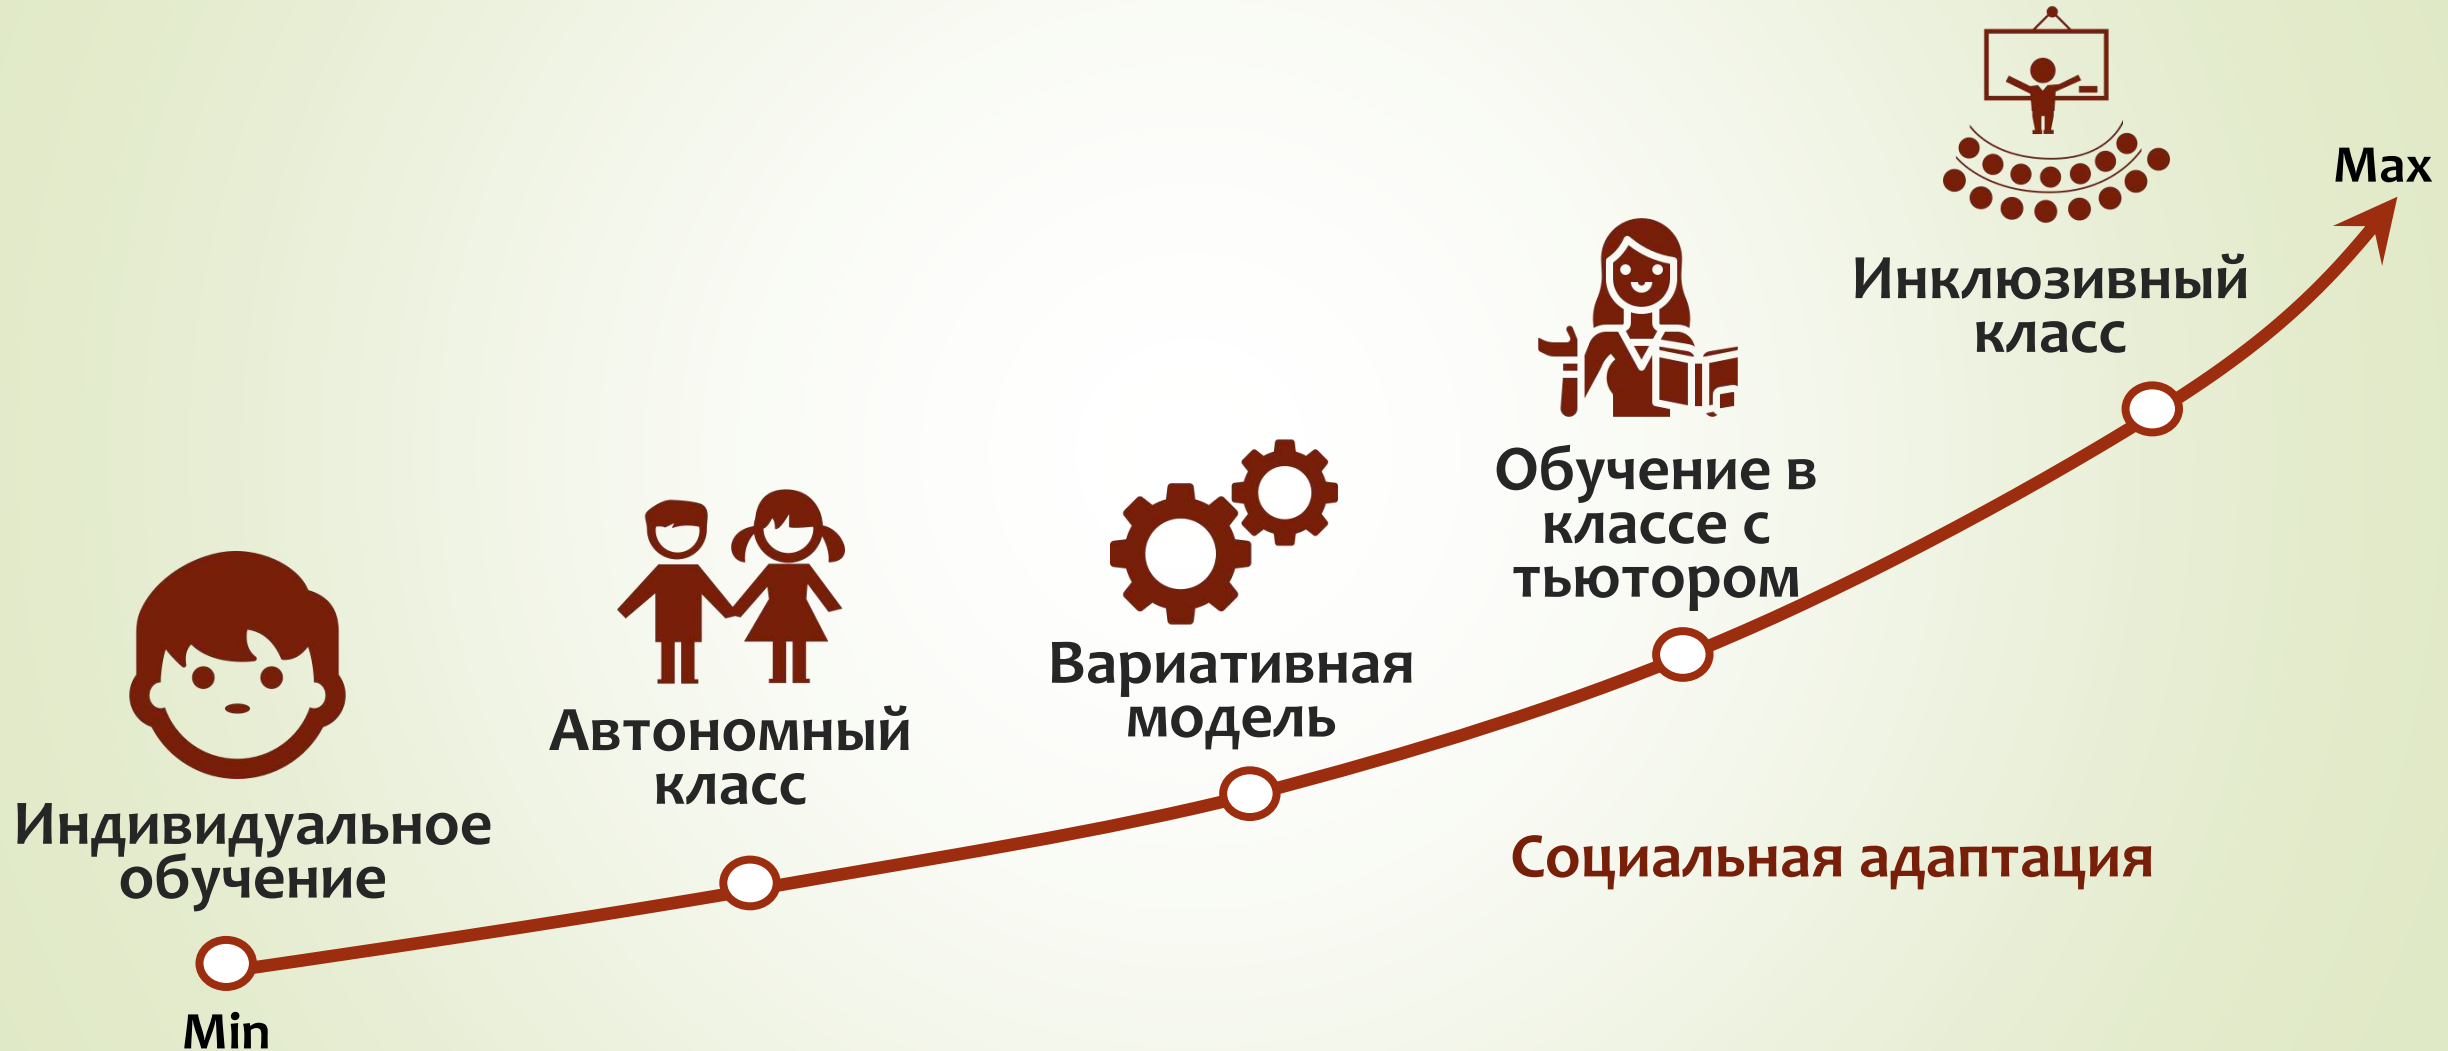 Max
Инклюзивный
класс
Обучение в
классе с
тьютором
Вариативная
модель
Автономный
класс
Индивидуальное
обучение
Социальная адаптация
Min